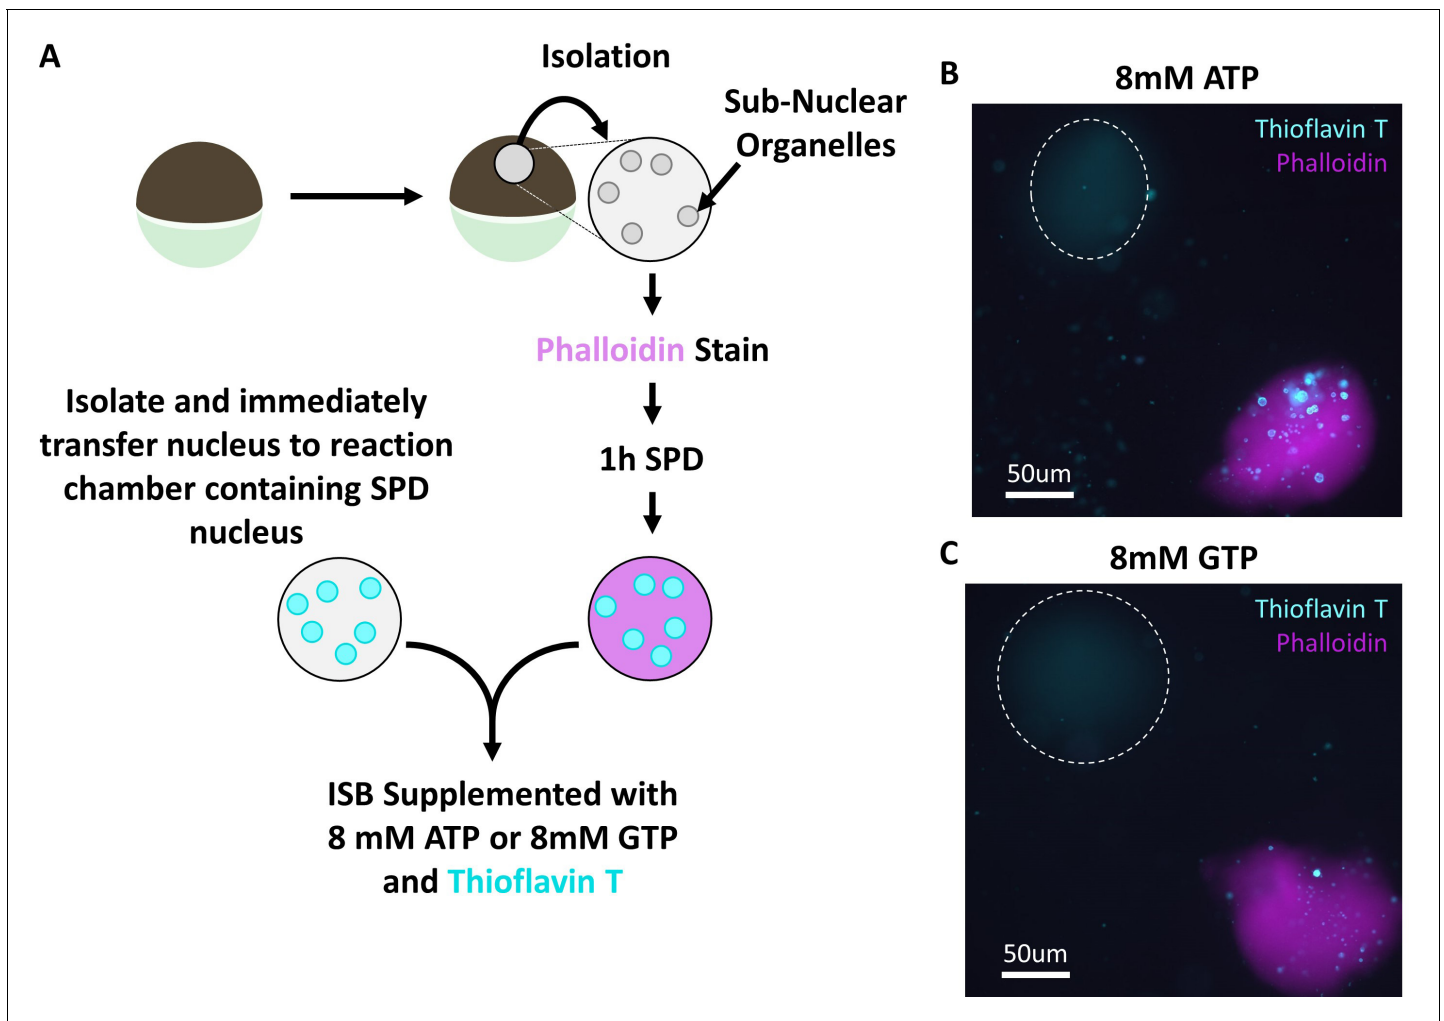 A
Isolation
Sub-Nuclear
Organelles
Phalloidin Stain
1h SPD
Isolate and immediately
transfer nucleus to reaction
chamber containing SPD
nucleus
ISB Supplemented with
8 mM ATP or 8mM GTP
and Thioflavin T
B
8mM ATP
Thioflavin T
Phalloidin
50um
C
8mM GTP
Thioflavin T
Phalloidin
50um